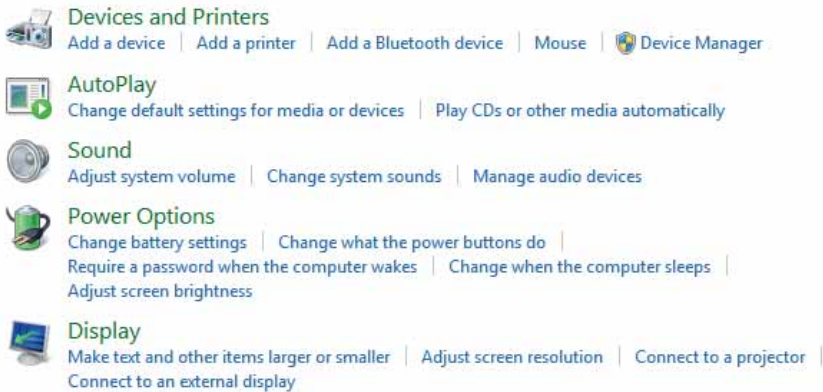 Devices and Printers
Add a device | Add a printer | Add a Bluetooth device | Mouse | Device Manager
AutoPlay
Change default settings for media or devices | Play CDs or other media automatically
Sound
Adjust system volume | Change system sounds | Manage audio devices
Power Options
Change battery settings | Change what the power buttons do |
Require a password when the computer wakes | Change when the computer sleeps |
Adjust screen brightness
Display
Make text and other items larger or smaller | Adjust screen resolution | Connect to a projector |
Connect to an external display